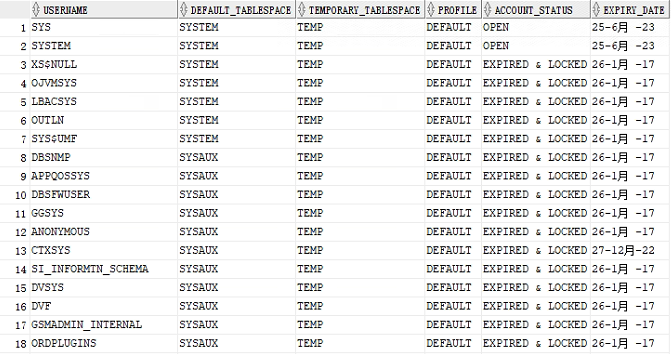 USERNAME DEFAULT_TABLESPACE TEMPORARY_TABLESPACE PROFILE ACCOUNT_STATUS EXPIRY_DATE
1 SYS SYSTEM TEMP DEFAULT OPEN 25-6月 -23
2 SYSTEM SYSTEM TEMP DEFAULT OPEN 25-6月 -23
3 XS$NULL SYSTEM TEMP DEFAULT EXPIRED & LOCKED 26-1月 -17
4 OJVMSYS SYSTEM TEMP DEFAULT EXPIRED & LOCKED 26-1月 -17
5 LBACSYS SYSTEM TEMP DEFAULT EXPIRED & LOCKED 26-1月 -17
6 OUTLN SYSTEM TEMP DEFAULT EXPIRED & LOCKED 26-1月 -17
7 SYS$UMF SYSTEM TEMP DEFAULT EXPIRED & LOCKED 26-1月 -17
8 DBSNMP SYSAUX TEMP DEFAULT EXPIRED & LOCKED 26-1月 -17
9 APPQOSSYS SYSAUX TEMP DEFAULT EXPIRED & LOCKED 26-1月 -17
10 DBSFWUSER SYSAUX TEMP DEFAULT EXPIRED & LOCKED 26-1月 -17
11 GGSYS SYSAUX TEMP DEFAULT EXPIRED & LOCKED 26-1月 -17
12 ANONYMOUS SYSAUX TEMP DEFAULT EXPIRED & LOCKED 26-1月 -17
13 CTXSYS SYSAUX TEMP DEFAULT EXPIRED & LOCKED 27-12月-22
14 SI_INFORMTN_SCHEMA SYSAUX TEMP DEFAULT EXPIRED & LOCKED 26-1月 -17
15 DVSYS SYSAUX TEMP DEFAULT EXPIRED & LOCKED 26-1月 -17
16 DVF SYSAUX TEMP DEFAULT EXPIRED & LOCKED 26-1月 -17
17 GSMADMIN_INTERNAL SYSAUX TEMP DEFAULT EXPIRED & LOCKED 26-1月 -17
18 ORDPLUGINS SYSAUX TEMP DEFAULT EXPIRED & LOCKED 26-1月 -17